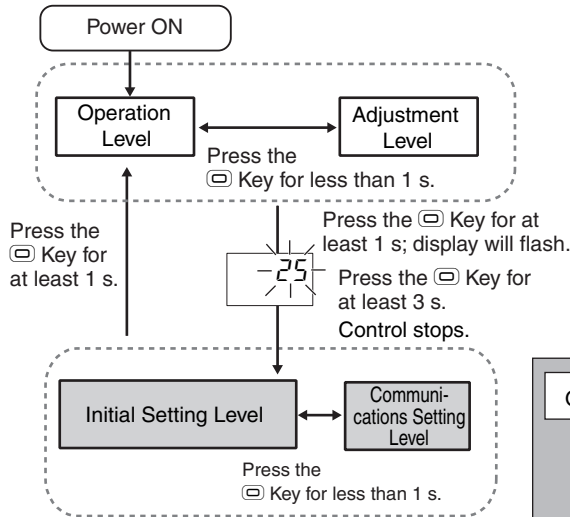 Power ON
Operation
Level
Adjustment
Level
Press the
Key for less than 1 s.
Press the
Key for
at least 1 s.
Press the Key for at
least 1 s; display will flash.
25
Press the Key for
at least 3 s.
Control stops.
Initial Setting Level
Communi-
cations Setting
Level
Press the
Key for less than 1 s.